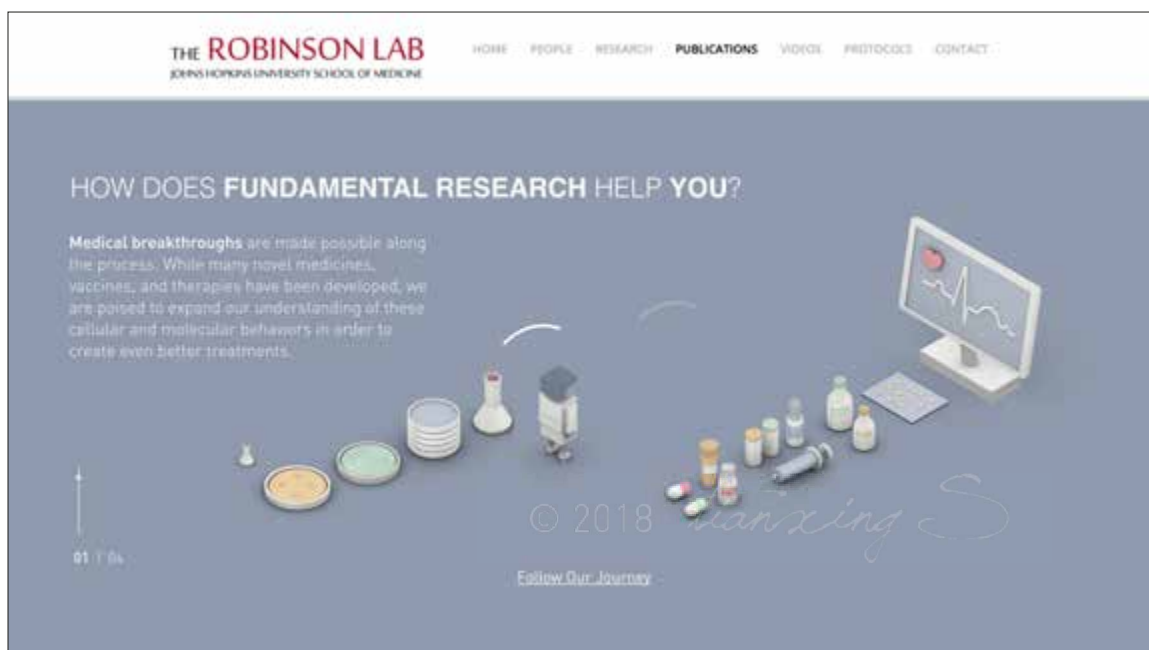 THE ROBINSON LAB
JOHNS HOPKINS UNIVERSITY SCHOOL OF MEDICINE
HOME PEOPLE RESEARCH PUBLICATIONS VIDEOS PROTOCOLS CONTACT
HOW DOES FUNDAMENTAL RESEARCH HELP YOU?
Medical breakthroughs are made possible along
the process. While many novel medicines,
vaccines, and therapies have been developed, we
are poised to expand our understanding of these
cellular and molecular behaviors in order to
create even better treatments.
© 2018
01 | 04
Follow Our Journey